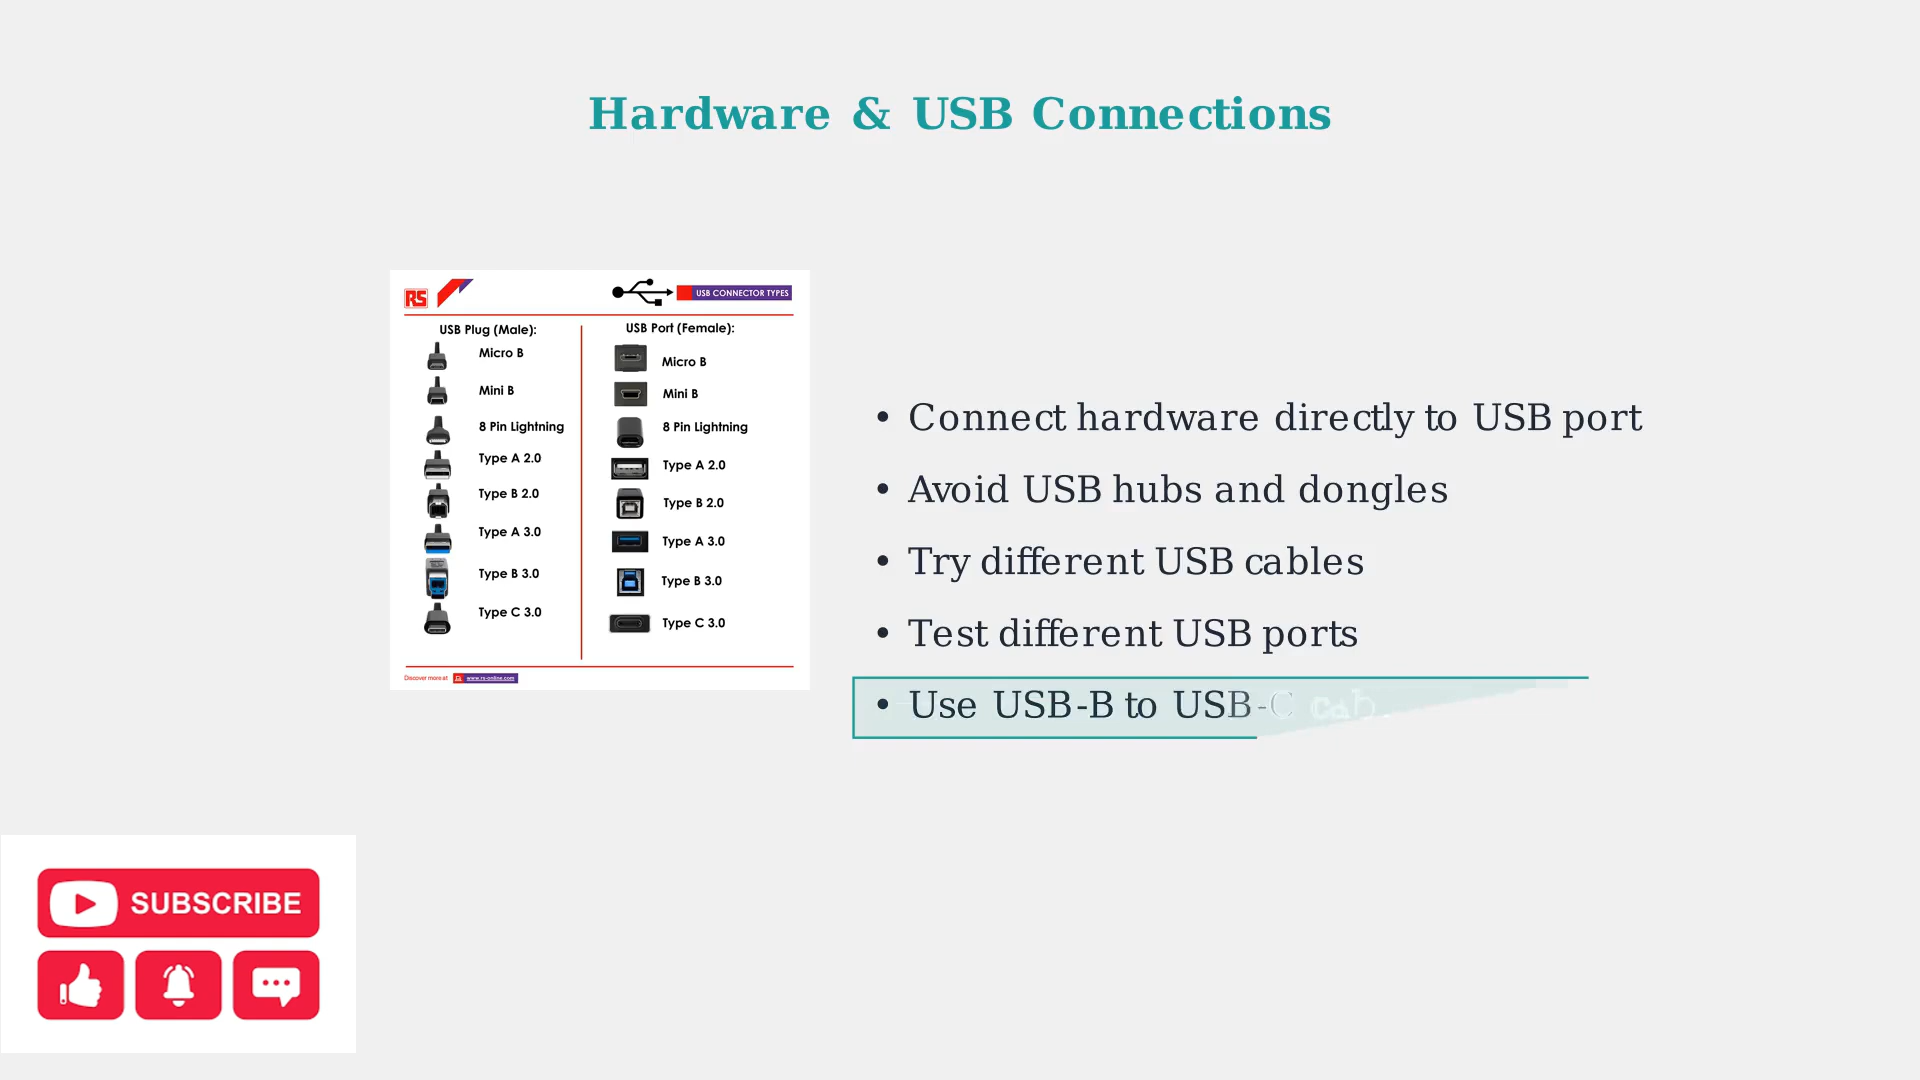 Hardware & USB Connections
RS
USB CONNECTOR TYPES
USB Plug (Male):
Micro B
Mini B
8 Pin Lightning
Type A 2.0
Type B 2.0
Type A 3.0
Type B 3.0
Type C 3.0
USB Port (Female):
Micro B
Mini B
8 Pin Lightning
Type A 2.0
Type B 2.0
Type A 3.0
Type B 3.0
Type C 3.0
Discover more at
www.rs-online.com
• Connect hardware directly to USB port
• Avoid USB hubs and dongles
• Try different USB cables
• Test different USB ports
• Use USB-B to USB-C
SUBSCRIBE